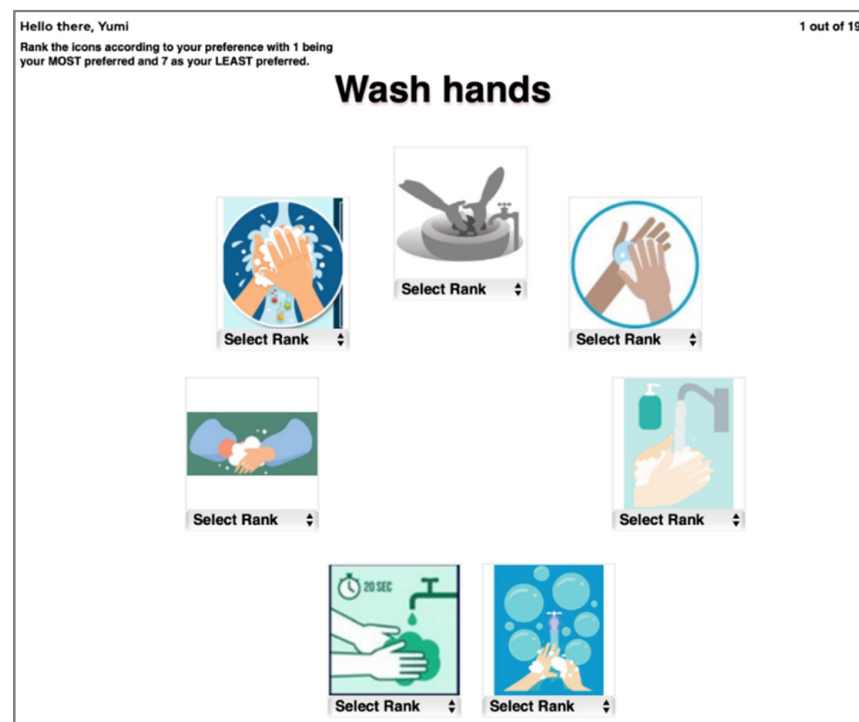 Hello there, Yumi
1 out of 19
Rank the icons according to your preference with 1 being
your MOST preferred and 7 as your LEAST preferred.
Wash hands
Select Rank
Select Rank
Select Rank
Select Rank
Select Rank
20 SEC
Select Rank
Select Rank